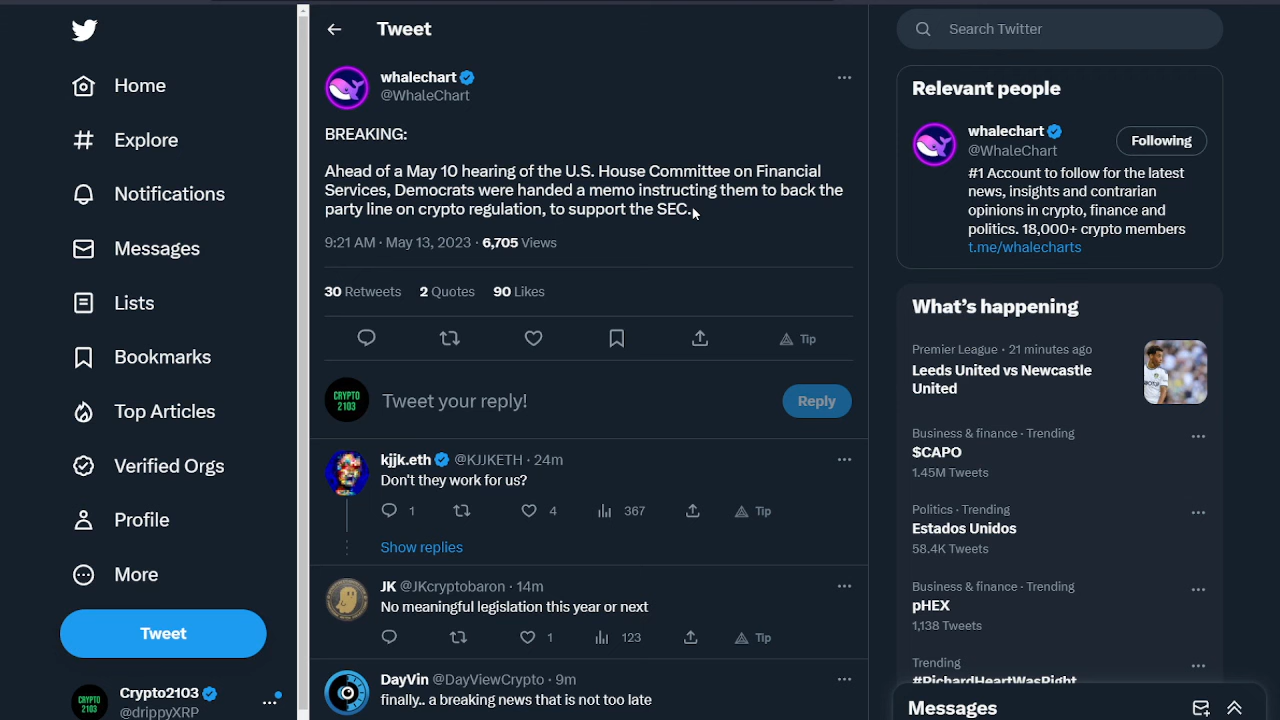 Home
Explore
Notifications
Messages
Lists
Bookmarks
Top Articles
Verified Orgs
Profile
More
Tweet
Crypto2103
@drippyXRP
Tweet
whalechart
@WhaleChart
BREAKING:
Ahead of a May 10 hearing of the U.S. House Committee on Financial
Services, Democrats were handed a memo instructing them to back the
party line on crypto regulation, to support the SEC.
9:21 AM · May 13, 2023 · 6,705 Views
30 Retweets 2 Quotes 90 Likes
Tip
CRYPTO
2103
Tweet your reply!
Reply
kjjk.eth @KJJKETH · 24m
Don't they work for us?
1 4 367 Tip
Show replies
JK @JKcryptobaron · 14m
No meaningful legislation this year or next
1 123 Tip
DayVin @DayViewCrypto · 9m
finally.. a breaking news that is not too late
Search Twitter
Relevant people
whalechart
@WhaleChart
Following
#1 Account to follow for the latest
news, insights and contrarian
opinions in crypto, finance and
politics. 18,000+ crypto members
t.me/whalecharts
What's happening
Premier League · 21 minutes ago
Leeds United vs Newcastle
United
Business & finance · Trending
$CAPO
1.45M Tweets
Politics · Trending
Estados Unidos
58.4K Tweets
Business & finance · Trending
pHEX
1,138 Tweets
Trending
#RichardHeartWasRight
Messages
CRYPTO
2103